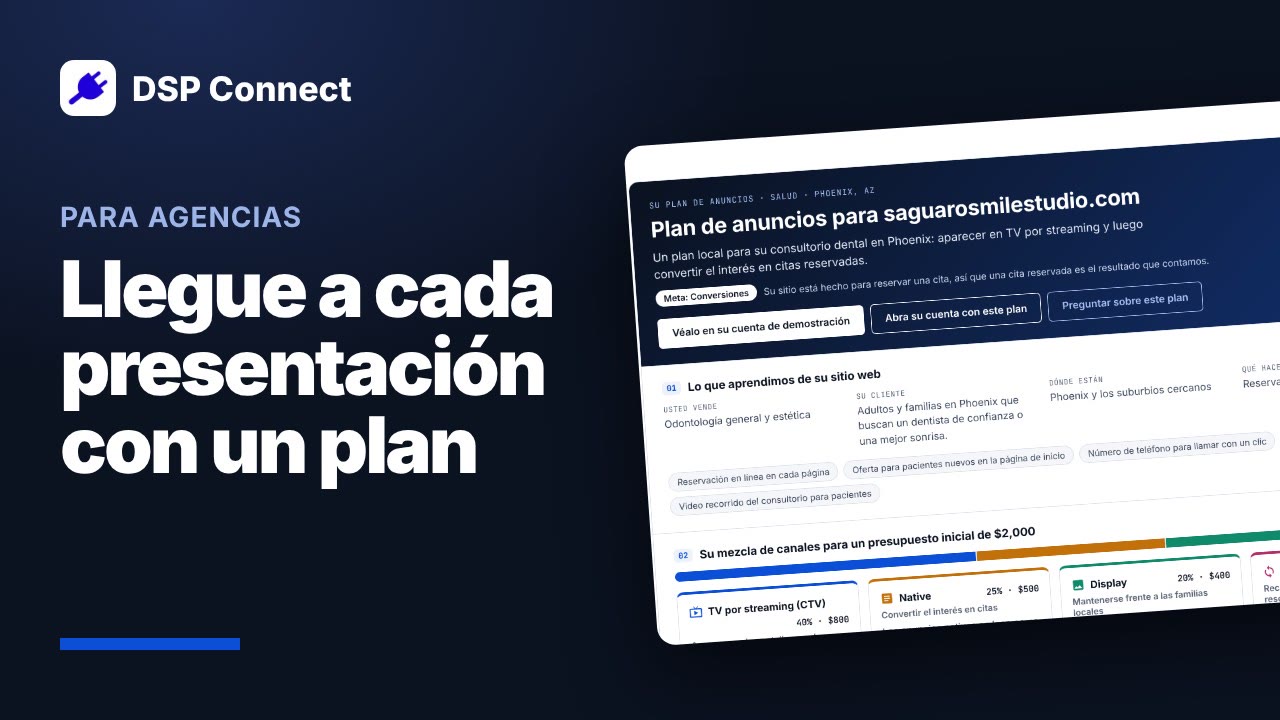 DSP Connect
PARA AGENCIAS
Llegue a cada
presentación
con un plan
SU PLAN DE ANUNCIOS · SALUD · PHOENIX, AZ
Plan de anuncios para saguarosmilestudio.com
Un plan local para su consultorio dental en Phoenix: aparecer en TV por streaming y luego
convertir el interés en citas reservadas.
Meta: Conversiones
Su sitio está hecho para reservar una cita, así que una cita reservada es el resultado que contamos.
Véalo en su cuenta de demostración
Abra su cuenta con este plan
Preguntar sobre este plan
01 Lo que aprendimos de su sitio web
USTED VENDE
Odontología general y estética
SU CLIENTE
Adultos y familias en Phoenix que
buscan un dentista de confianza o
una mejor sonrisa.
DÓNDE ESTÁN
Phoenix y los suburbios cercanos
QUÉ HACE
Reserva
Reservación en línea en cada página
Oferta para pacientes nuevos en la página de inicio
Número de teléfono para llamar con un clic
Video recorrido del consultorio para pacientes
02 Su mezcla de canales para un presupuesto inicial de $2,000
TV por streaming (CTV)
40% · $800
Native
25% · $500
Convertir el interés en citas
Display
20% · $400
Mantenerse frente a las familias
locales